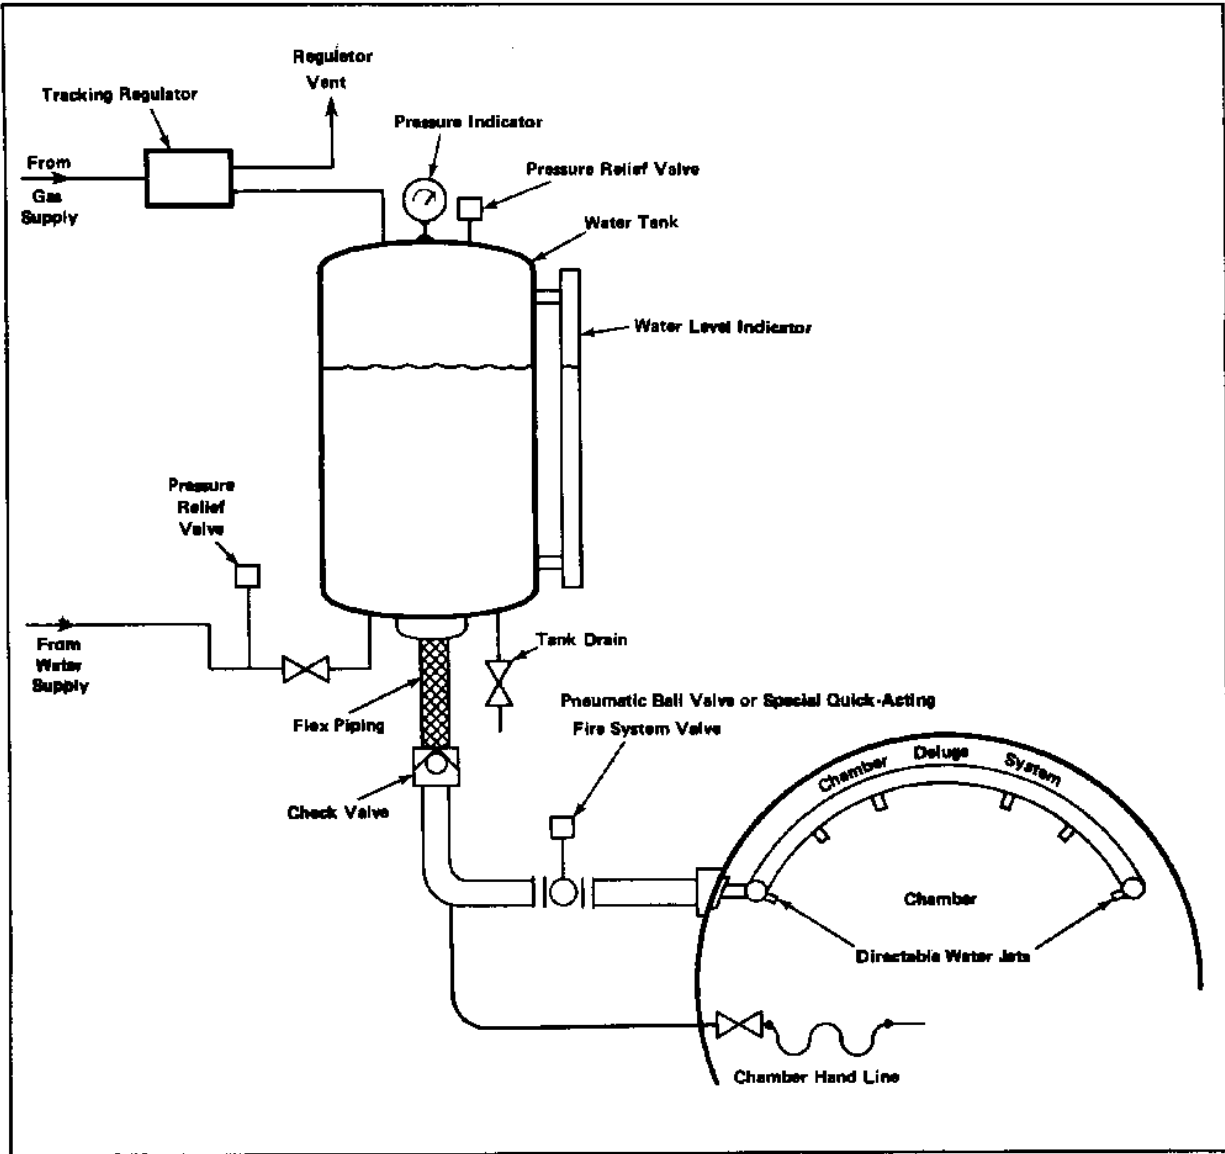 Regulator
Vent
Tracking Regulator
Pressure Indicator
From
Gas
Supply
Pressure Relief Valve
Water Tank
Water Level Indicator
Pressure
Relief
Valve
From
Water
Supply
Tank Drain
Flex Piping
Pneumatic Ball Valve or Special Quick-Acting
Fire System Valve
Check Valve
Chamber Deluge System
Chamber
Directable Water Jets
Chamber Hand Line